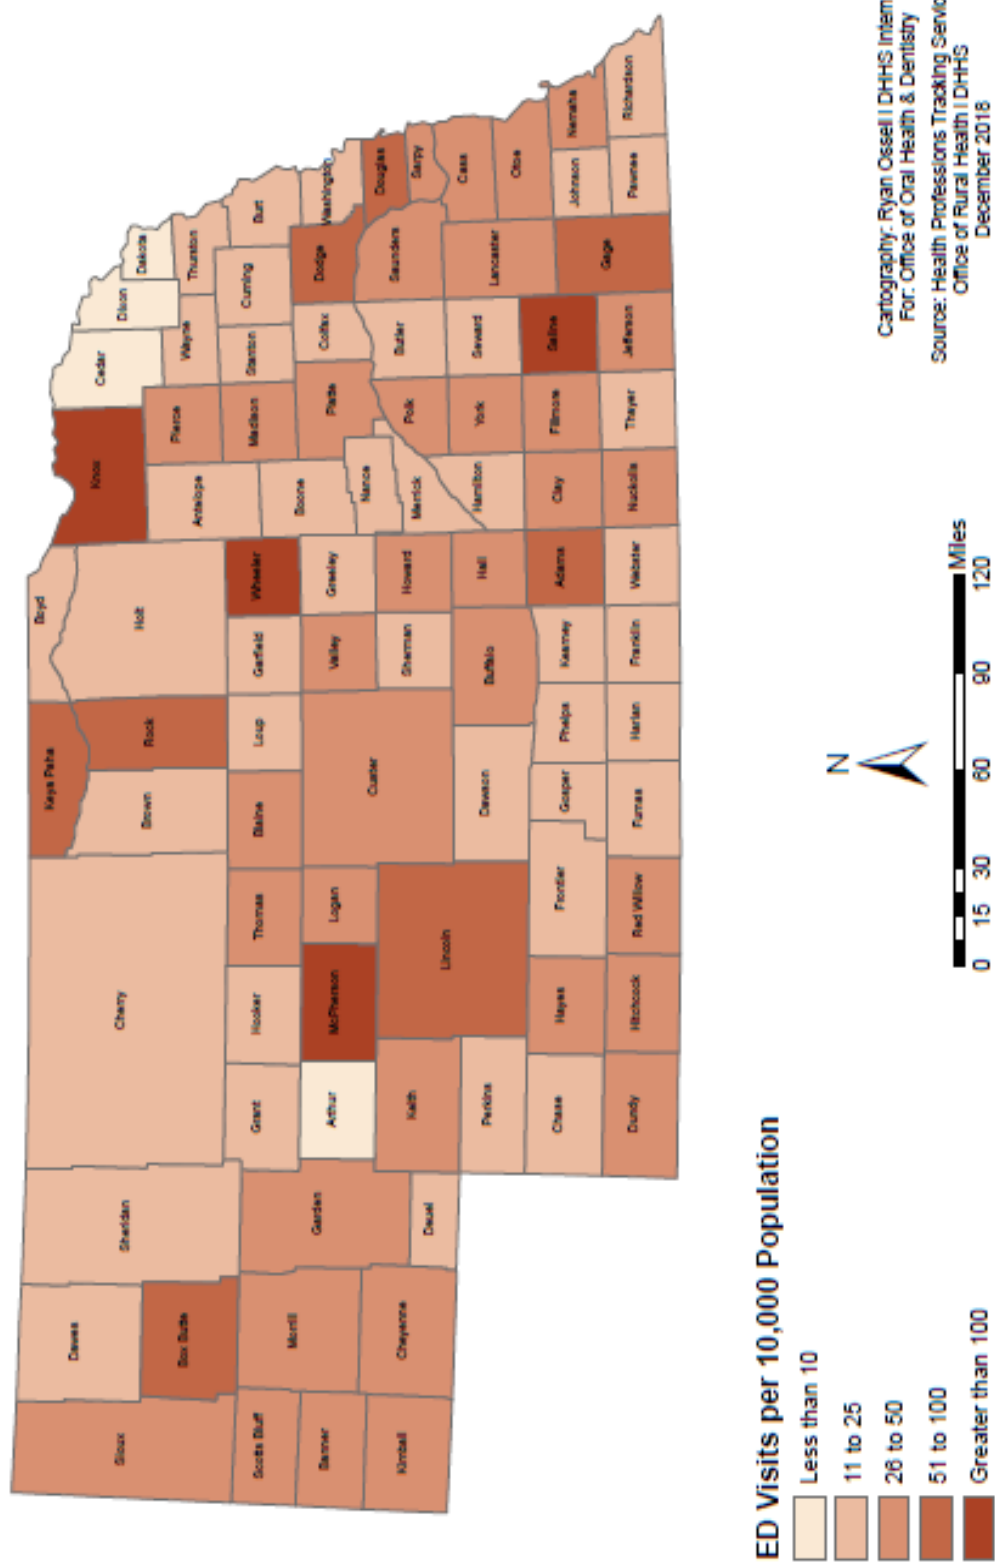 Sioux
Dawes
Box Butte
Sheridan
Scotts Bluff
Banner
Kimball
Morrill
Cheyenne
Garden
Deuel
Cherry
Grant
Hooker
Thomas
Blaine
Loup
Garfield
Wheeler
Arthur
McPherson
Logan
Custer
Valley
Greeley
Keya Paha
Brown
Rock
Boyd
Holt
Knox
Antelope
Boone
Nance
Merrick
Cedar
Dixon
Dakota
Pierce
Wayne
Thurston
Madison
Stanton
Cuming
Burt
Platte
Colfax
Dodge
Washington
Douglas
Sarpy
Keith
Lincoln
Perkins
Dawson
Buffalo
Sherman
Howard
Hall
Hamilton
Polk
Butler
Saunders
York
Seward
Lancaster
Cass
Otoe
Chase
Hayes
Frontier
Gosper
Phelps
Kearney
Adams
Clay
Fillmore
Saline
Gage
Johnson
Nemaha
Dundy
Hitchcock
Red Willow
Furnas
Harlan
Franklin
Webster
Nuckolls
Thayer
Jefferson
Pawnee
Richardson
ED Visits per 10,000 Population
Less than 10
11 to 25
26 to 50
51 to 100
Greater than 100
N
0 15 30 60 90 120
Miles
Cartography: Ryan Ossell I DHHS Intern
For: Office of Oral Health & Dentistry
Source: Health Professions Tracking Servic
Office of Rural Health I DHHS
December 2016